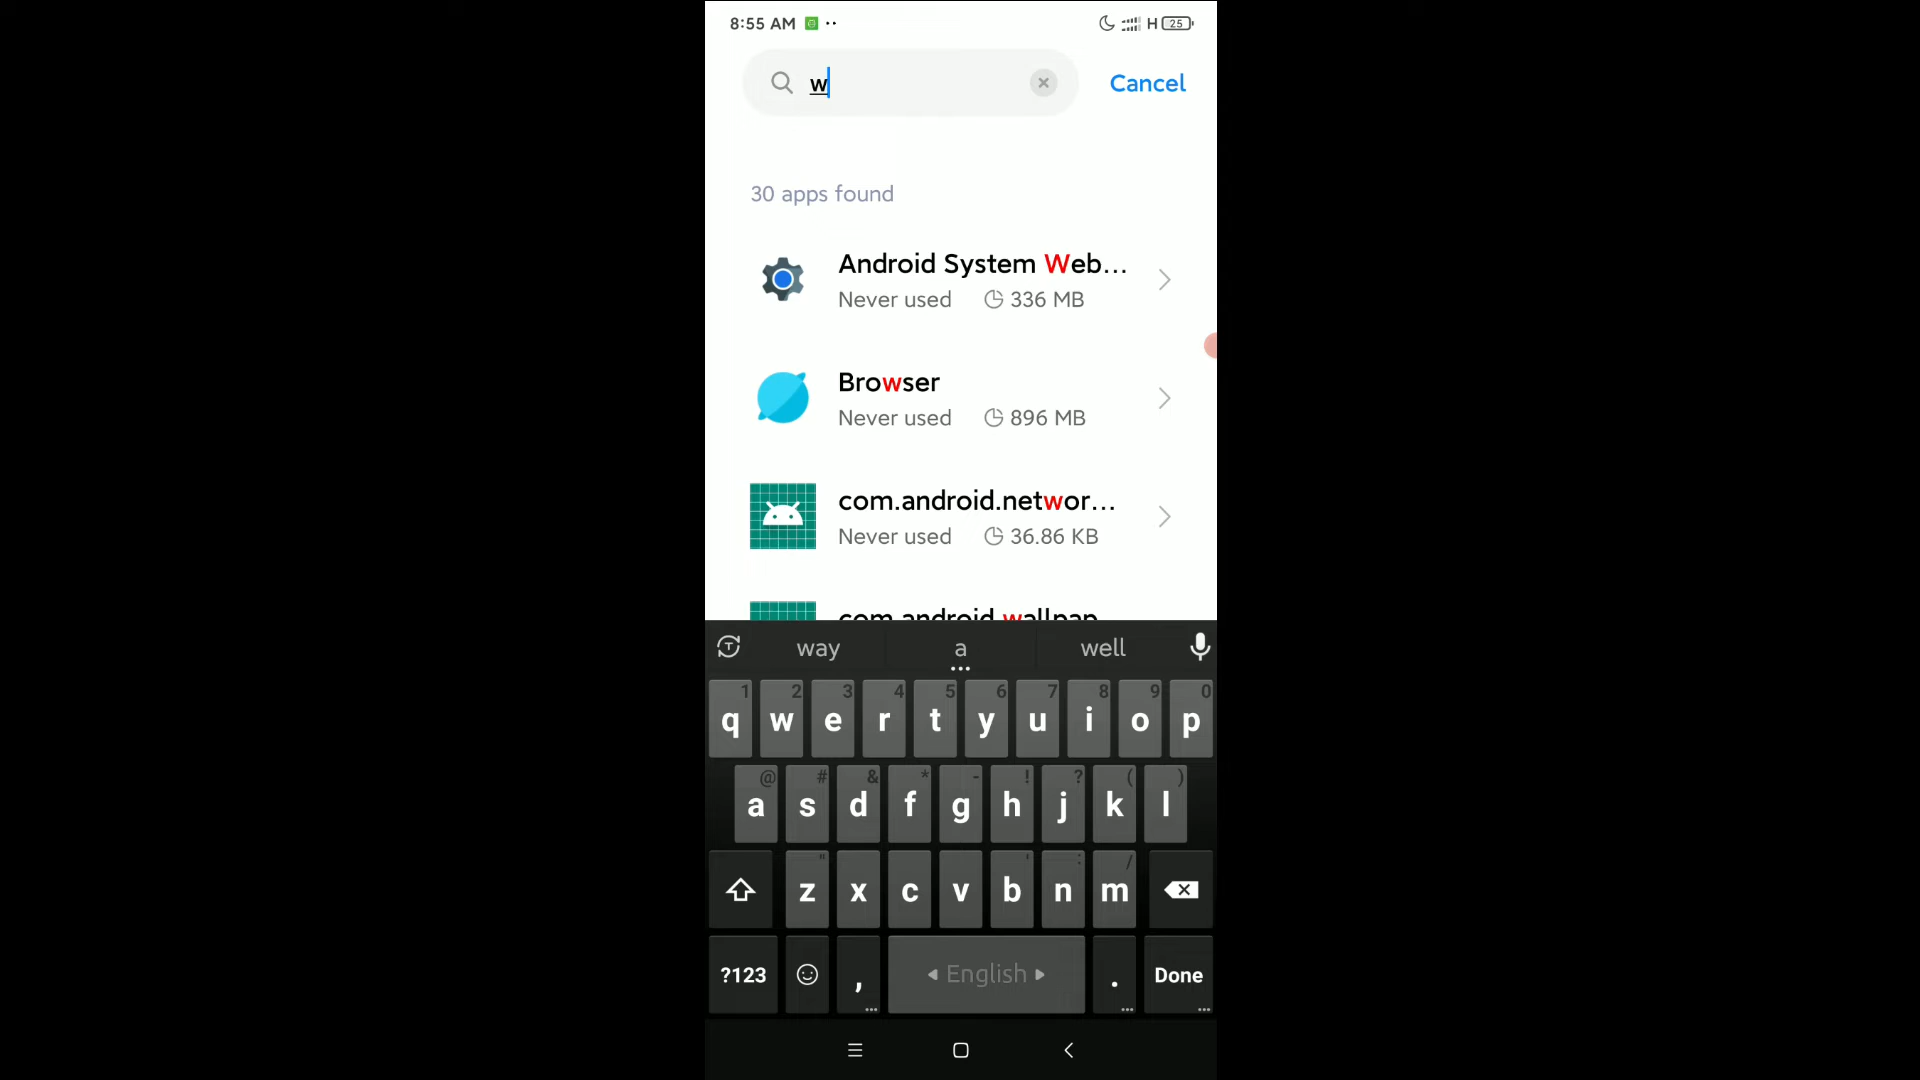 8:55 AM
H 25
w
Cancel
30 apps found
Android System Web...
Never used 336 MB
Browser
Never used 896 MB
com.android.networ...
Never used 36.86 KB
com.android.wallpap...
way a well
1 2 3 4 5 6 7 8 9 0
q w e r t y u i o p
@ # & * - ! ? ( )
a s d f g h j k l
" ' : /
z x c v b n m
?123 , English . Done